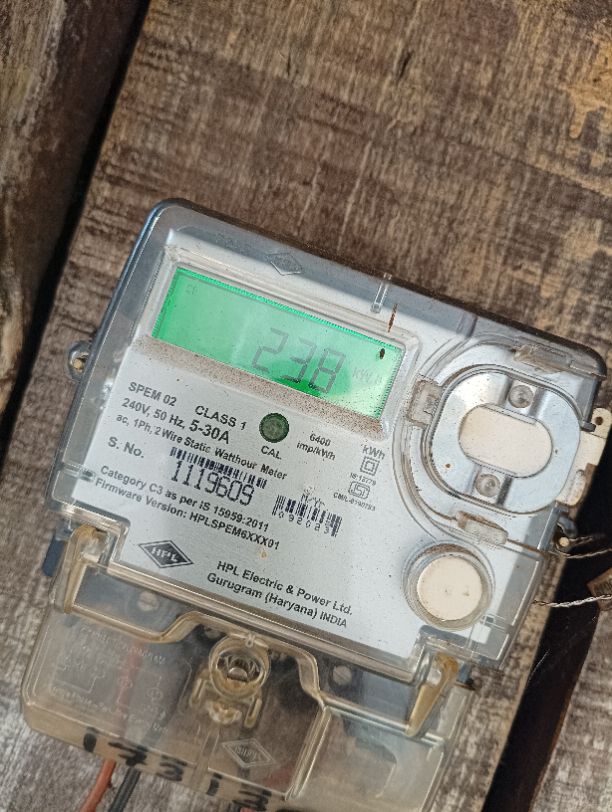 238 kWh
SPEM 02
CLASS 1
240V, 50 Hz, 5-30A
ac, 1Ph, 2 Wire Static Watthour Meter
CAL
6400
imp/kWh
kWh
S. No.
1119609
IS:13779
Category C3 as per IS 15959:2011
Firmware Version: HPLSPEM6XXX01
HPL
HPL Electric & Power Ltd.
Gurugram (Haryana) INDIA